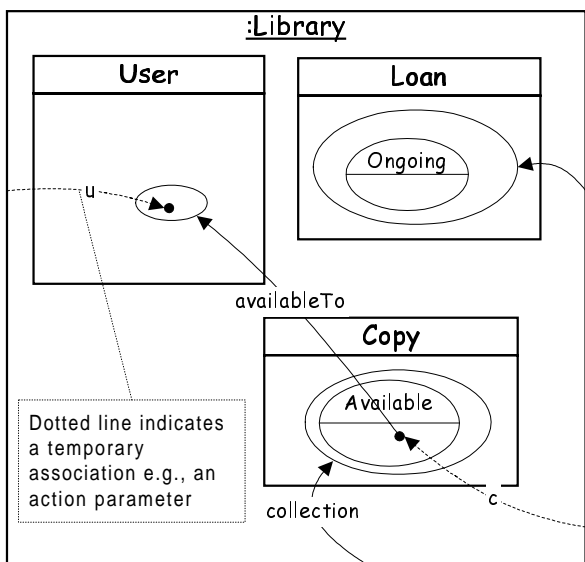 :Library
User
Loan
Ongoing
u
availableTo
Copy
Available
Dotted line indicates
a temporary
association e.g., an
action parameter
collection
c